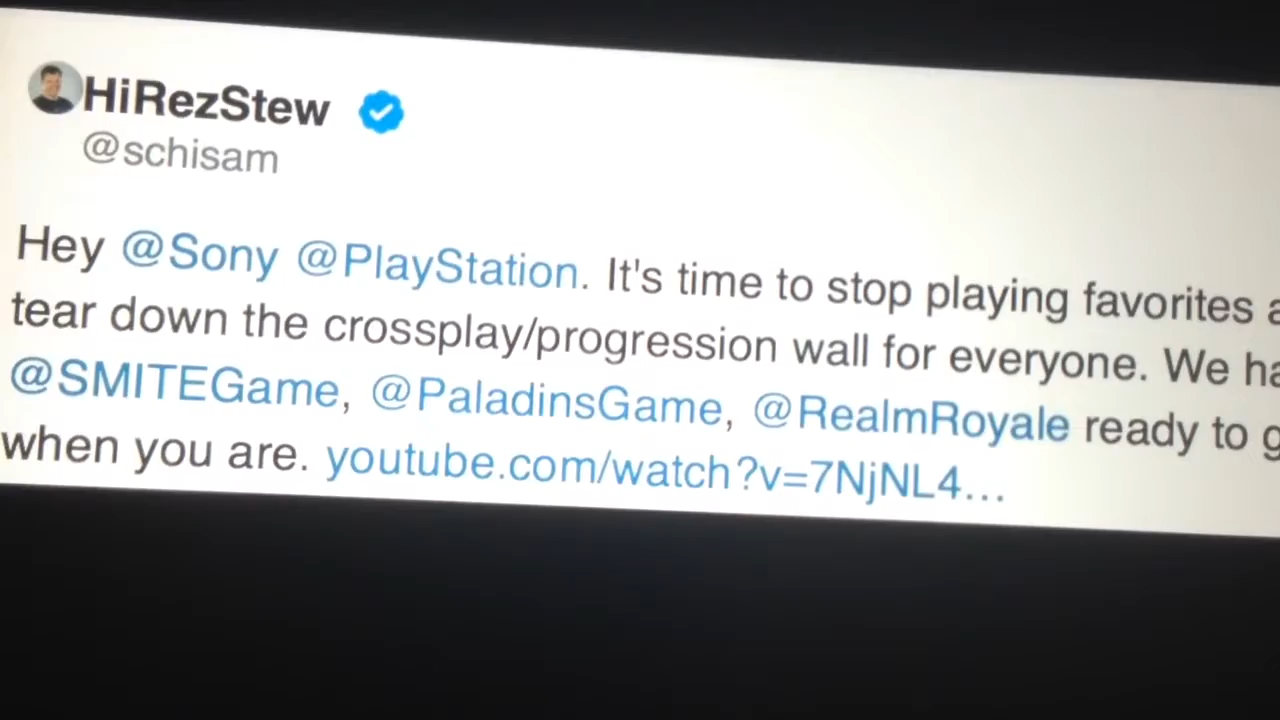 HiRezStew
@schisam
Hey @Sony @PlayStation. It's time to stop playing favorites
tear down the crossplay/progression wall for everyone. We
@SMITEGame, @PaladinsGame, @RealmRoyale ready to
when you are. youtube.com/watch?v=7NjNL4...